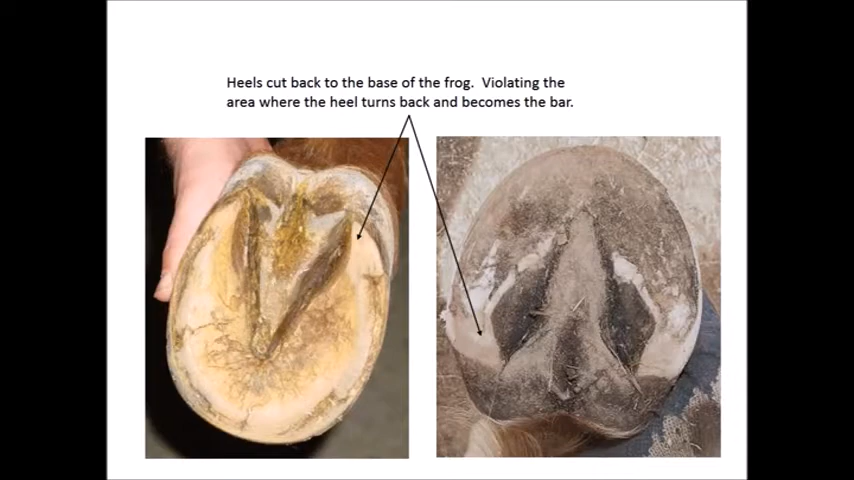 Heels cut back to the base of the frog.  Violating the
area where the heel turns back and becomes the bar.